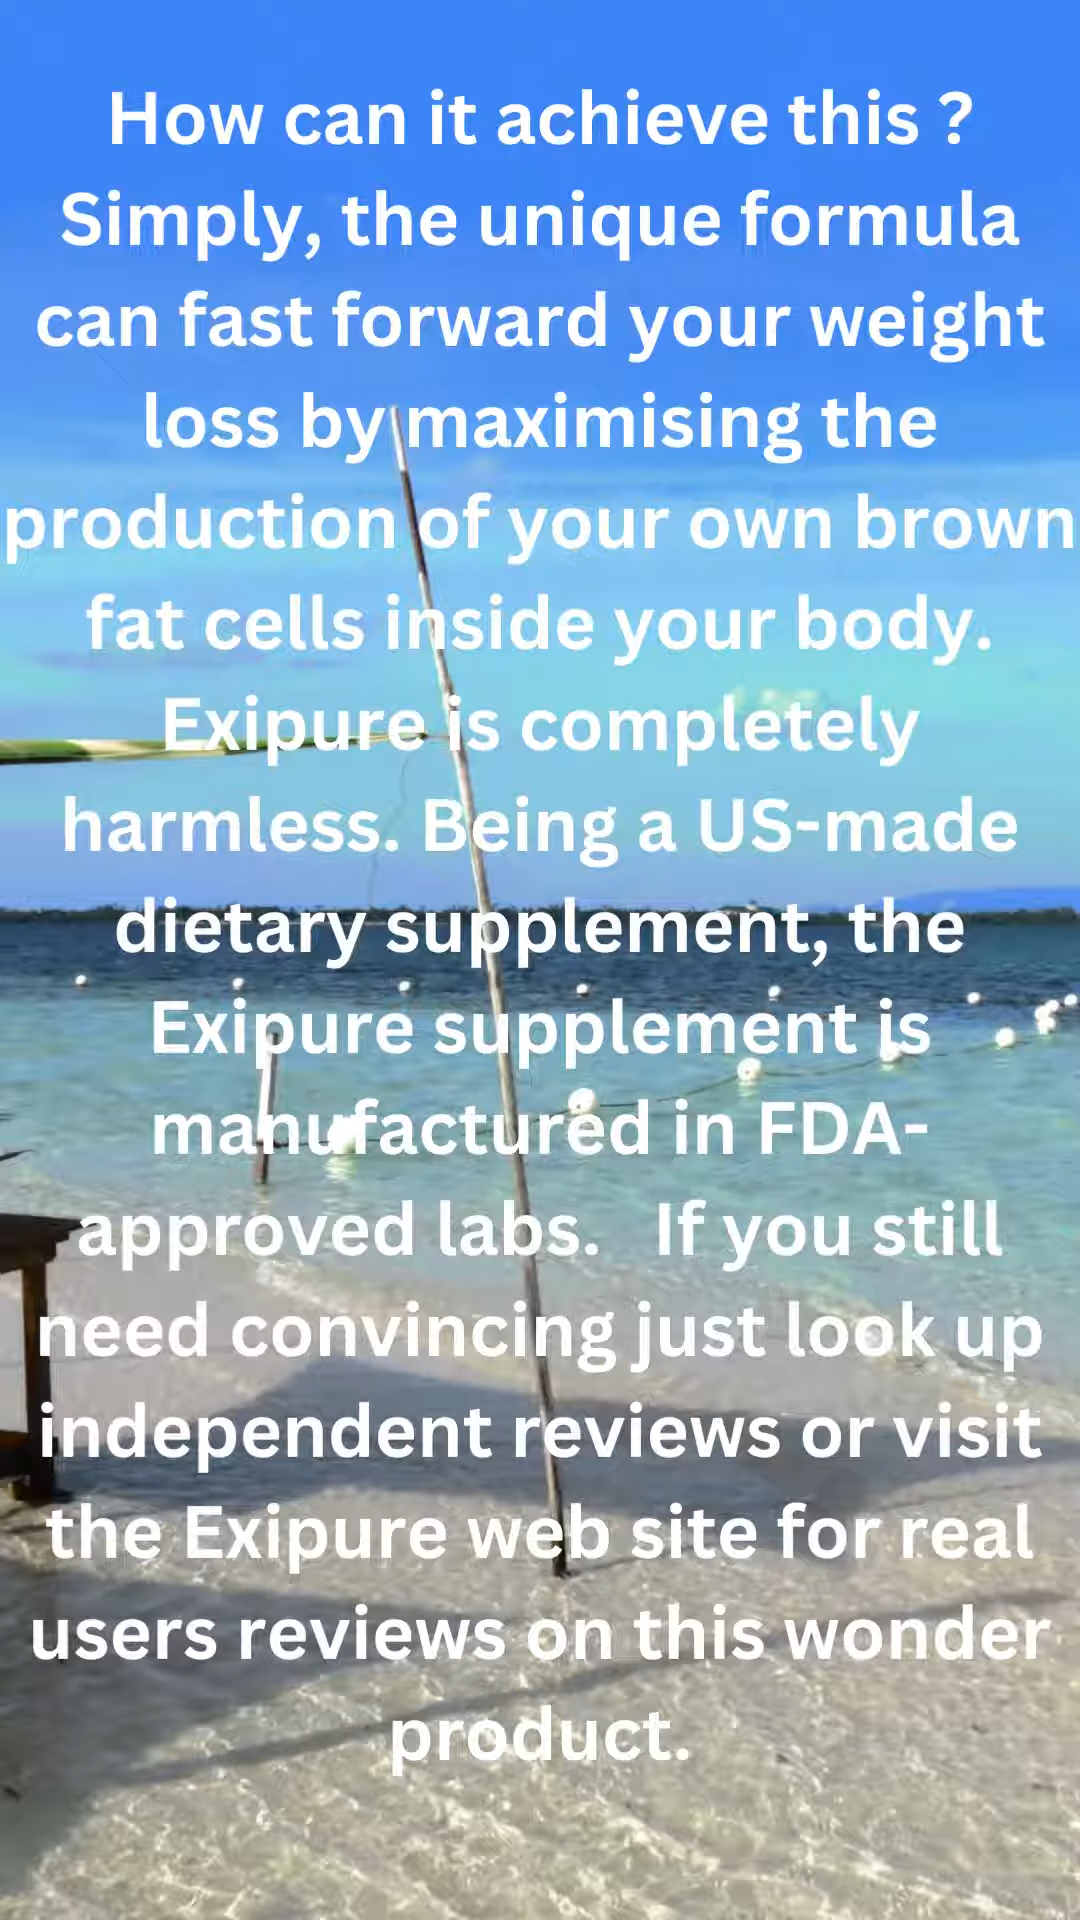 How can it achieve this ?
Simply, the unique formula
can fast forward your weight
loss by maximising the
production of your own brown
fat cells inside your body.
Exipure is completely
harmless. Being a US-made
dietary supplement, the
Exipure supplement is
manufactured in FDA-
approved labs.   If you still
need convincing just look up
independent reviews or visit
the Exipure web site for real
users reviews on this wonder
product.